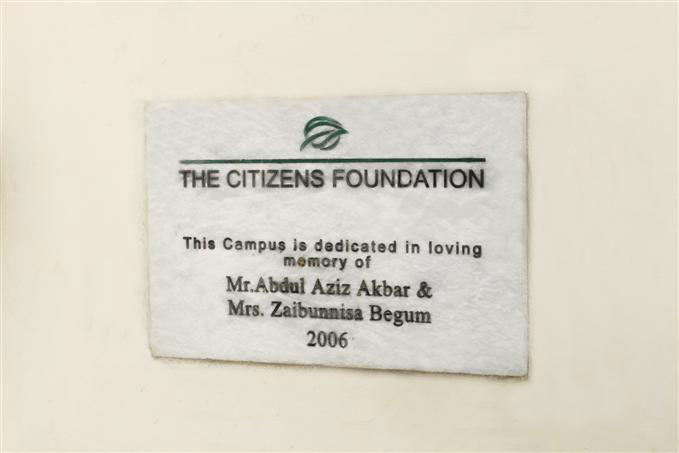 THE CITIZENS FOUNDATION
This Campus is dedicated in loving
memory of
Mr.Abdul Aziz Akbar &
Mrs. Zaibunnisa Begum
2006